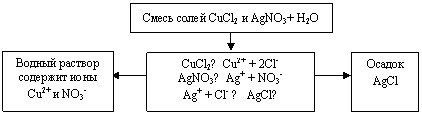 Смесь солей CuCl₂ и AgNO₃ + H₂O
Водный раствор
содержит ионы
Cu²⁺ и NO₃⁻
CuCl₂? Cu²⁺ + 2Cl⁻
AgNO₃? Ag⁺ + NO₃⁻
Ag⁺ + Cl⁻ ? AgCl?
Осадок
AgCl